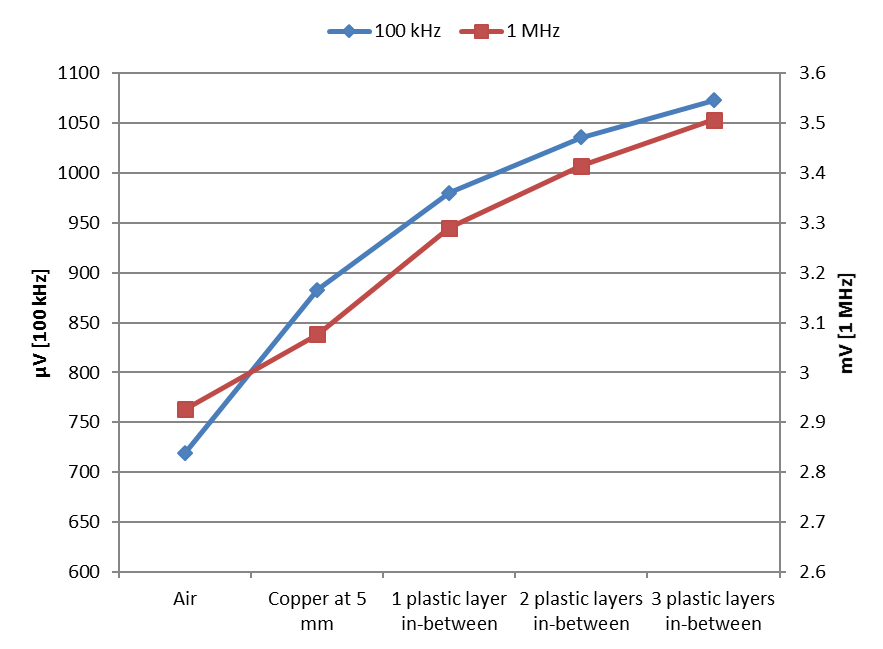 100 kHz 1 MHz
1100 3.6
1050 3.5
1000 3.4
950 3.3
900 3.2
850 3.1
800 3
750 2.9
700 2.8
650 2.7
600 2.6
µV [100 kHz]
mV [1 MHz]
Air Copper at 5 1 plastic layer 2 plastic layers 3 plastic layers
mm in-between in-between in-between